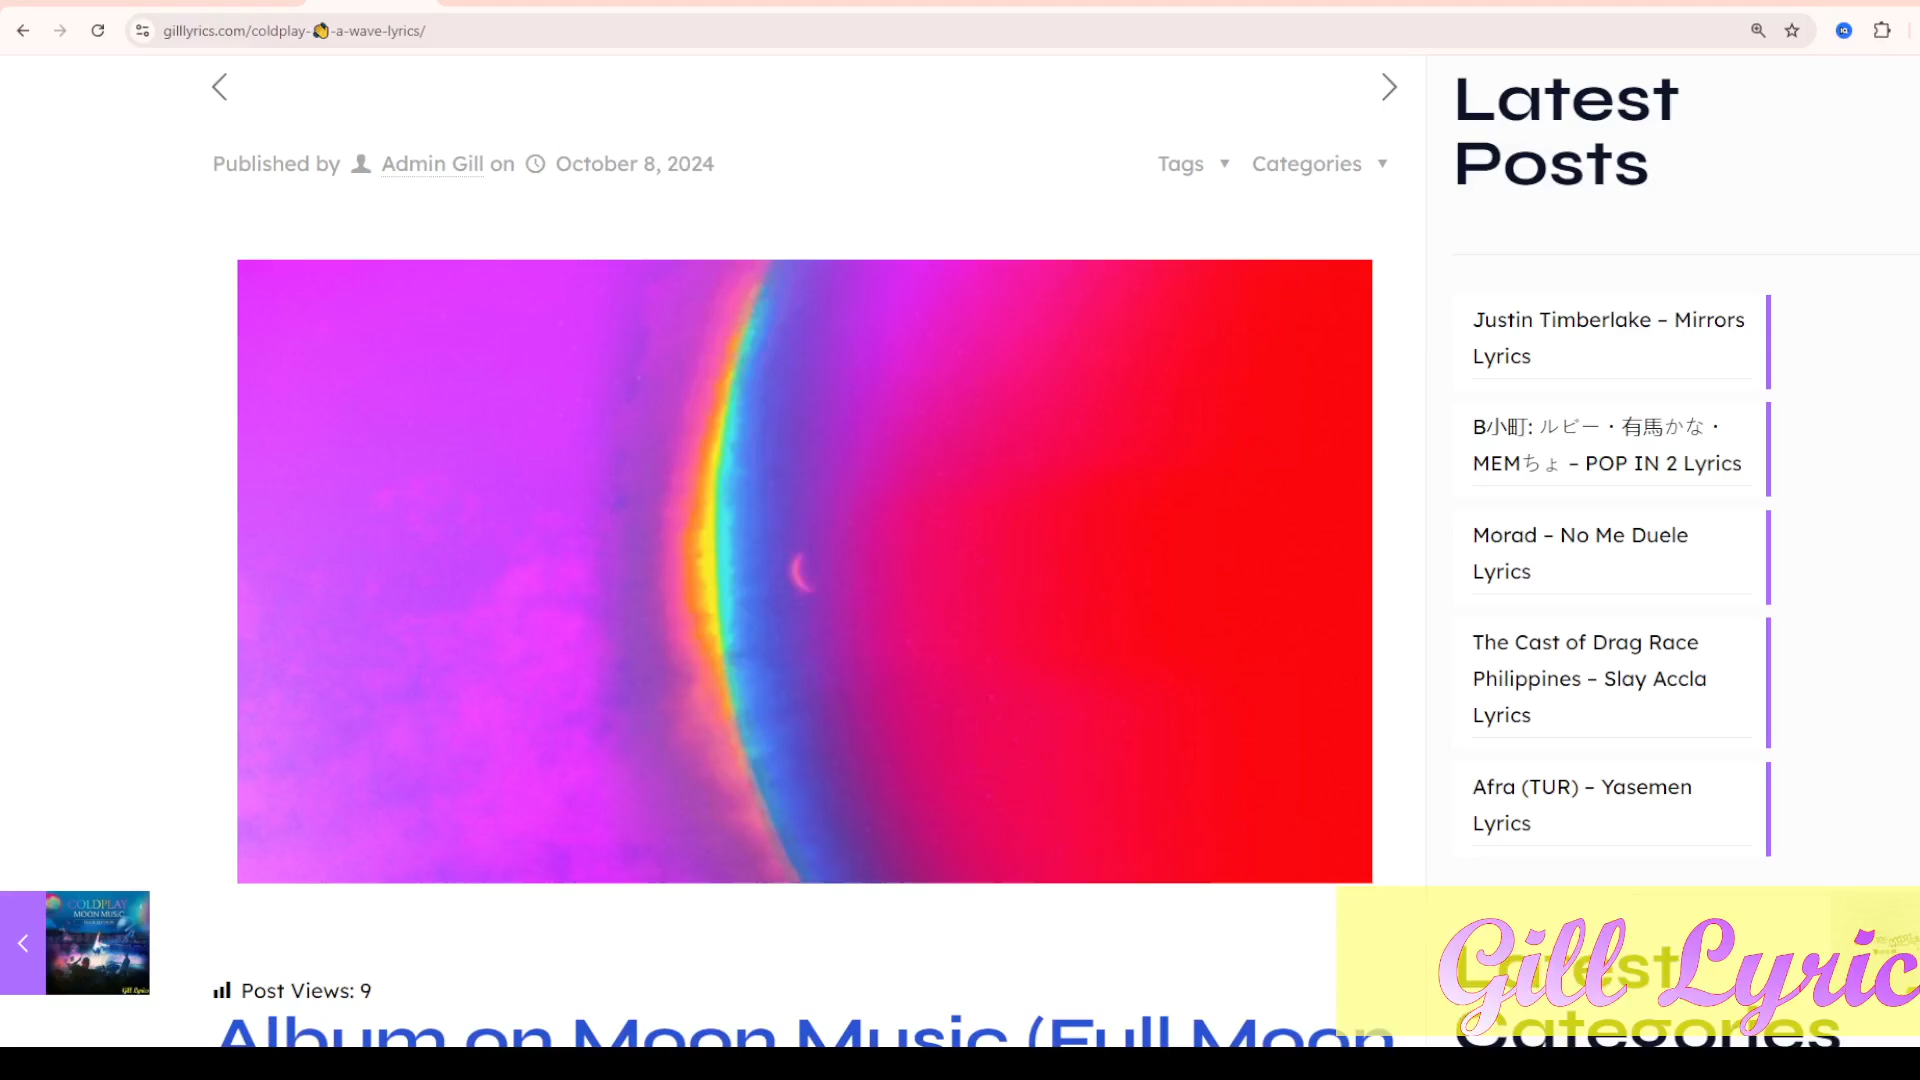 gilllyrics.com/coldplay-👏-a-wave-lyrics/
Published by Admin Gill on October 8, 2024
Tags Categories
Latest
Posts
Justin Timberlake – Mirrors
Lyrics
B小町: ルビー・有馬かな・
MEMちょ – POP IN 2 Lyrics
Morad – No Me Duele
Lyrics
The Cast of Drag Race
Philippines – Slay Accla
Lyrics
Afra (TUR) – Yasemen
Lyrics
COLDPLAY
MOON MUSIC
Gill Lyrics
Post Views: 9
Album on Moon Music (Full Moon
Gill Lyric
Latest
Categories